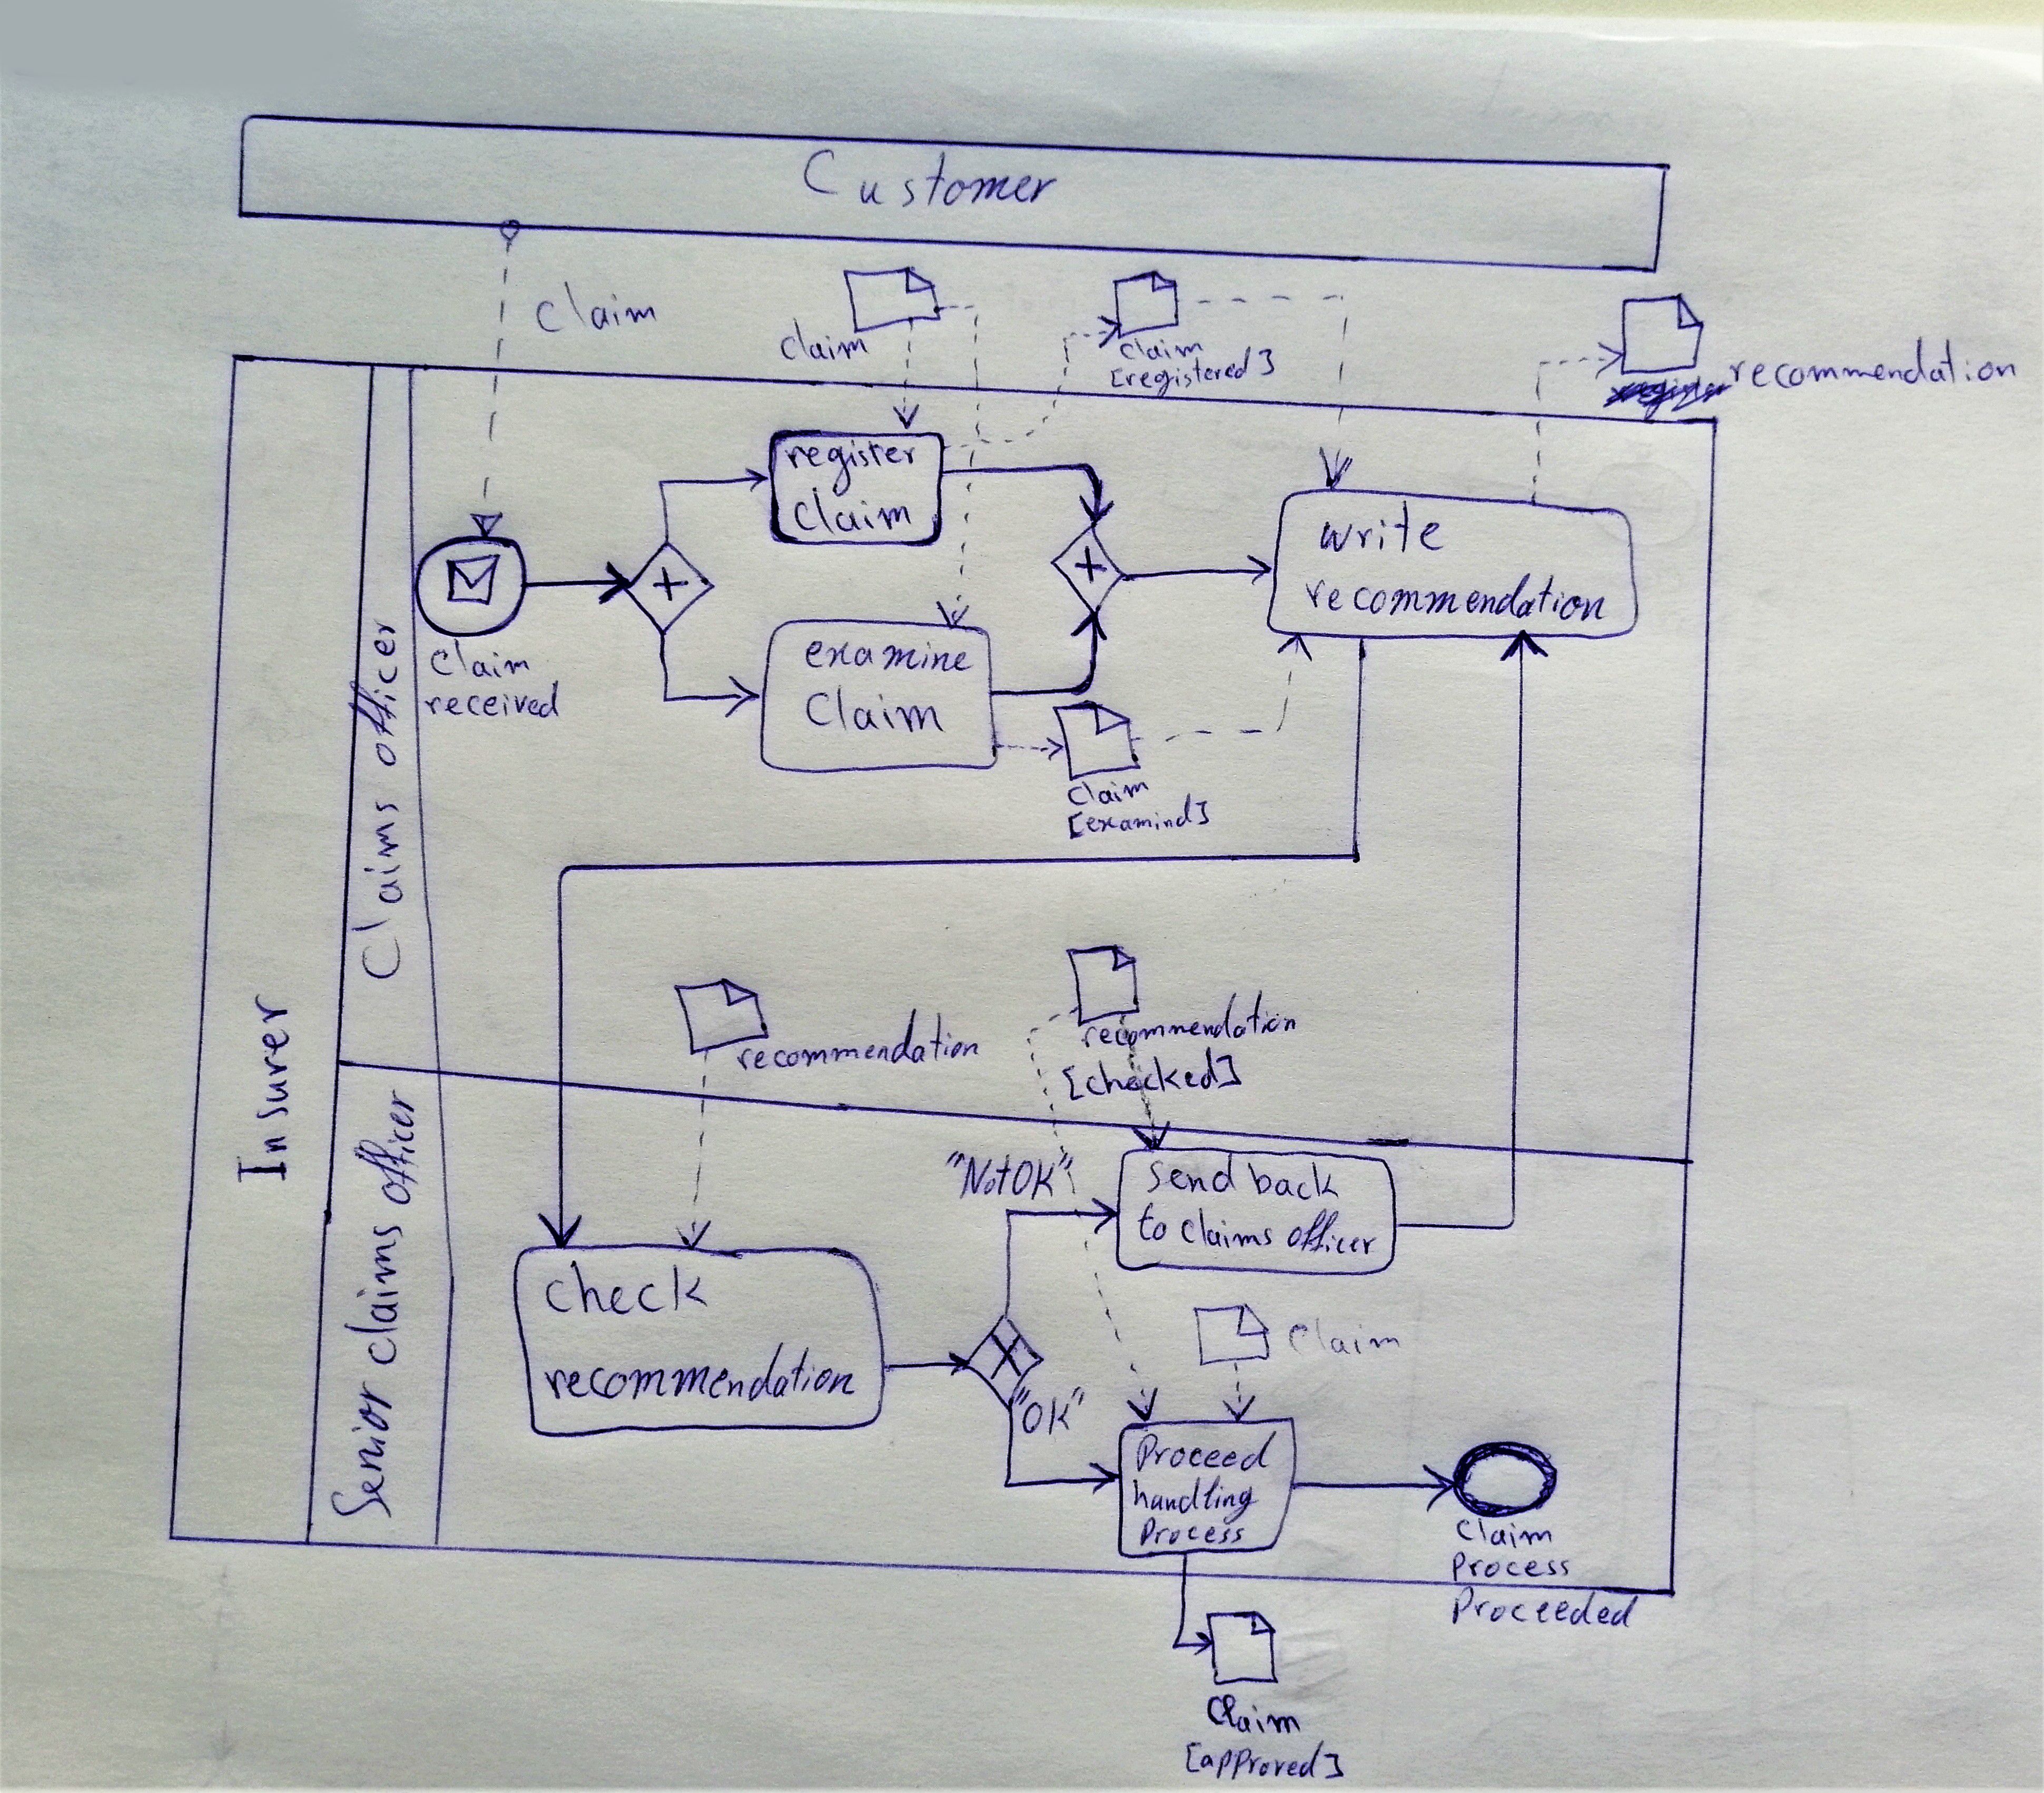 Customer
Claim
claim
claim
[registered]
recommendation
Insurer
Claims officer
Claim
received
register
Claim
examine
Claim
write
recommendation
Claim
[examind]
recommendation
recommendation
[checked]
Senior claims officer
check
recommendation
"NotOK"
"OK"
send back
to claims officer
Claim
Proceed
handling
Process
Claim
Process
Proceeded
Claim
[approved]